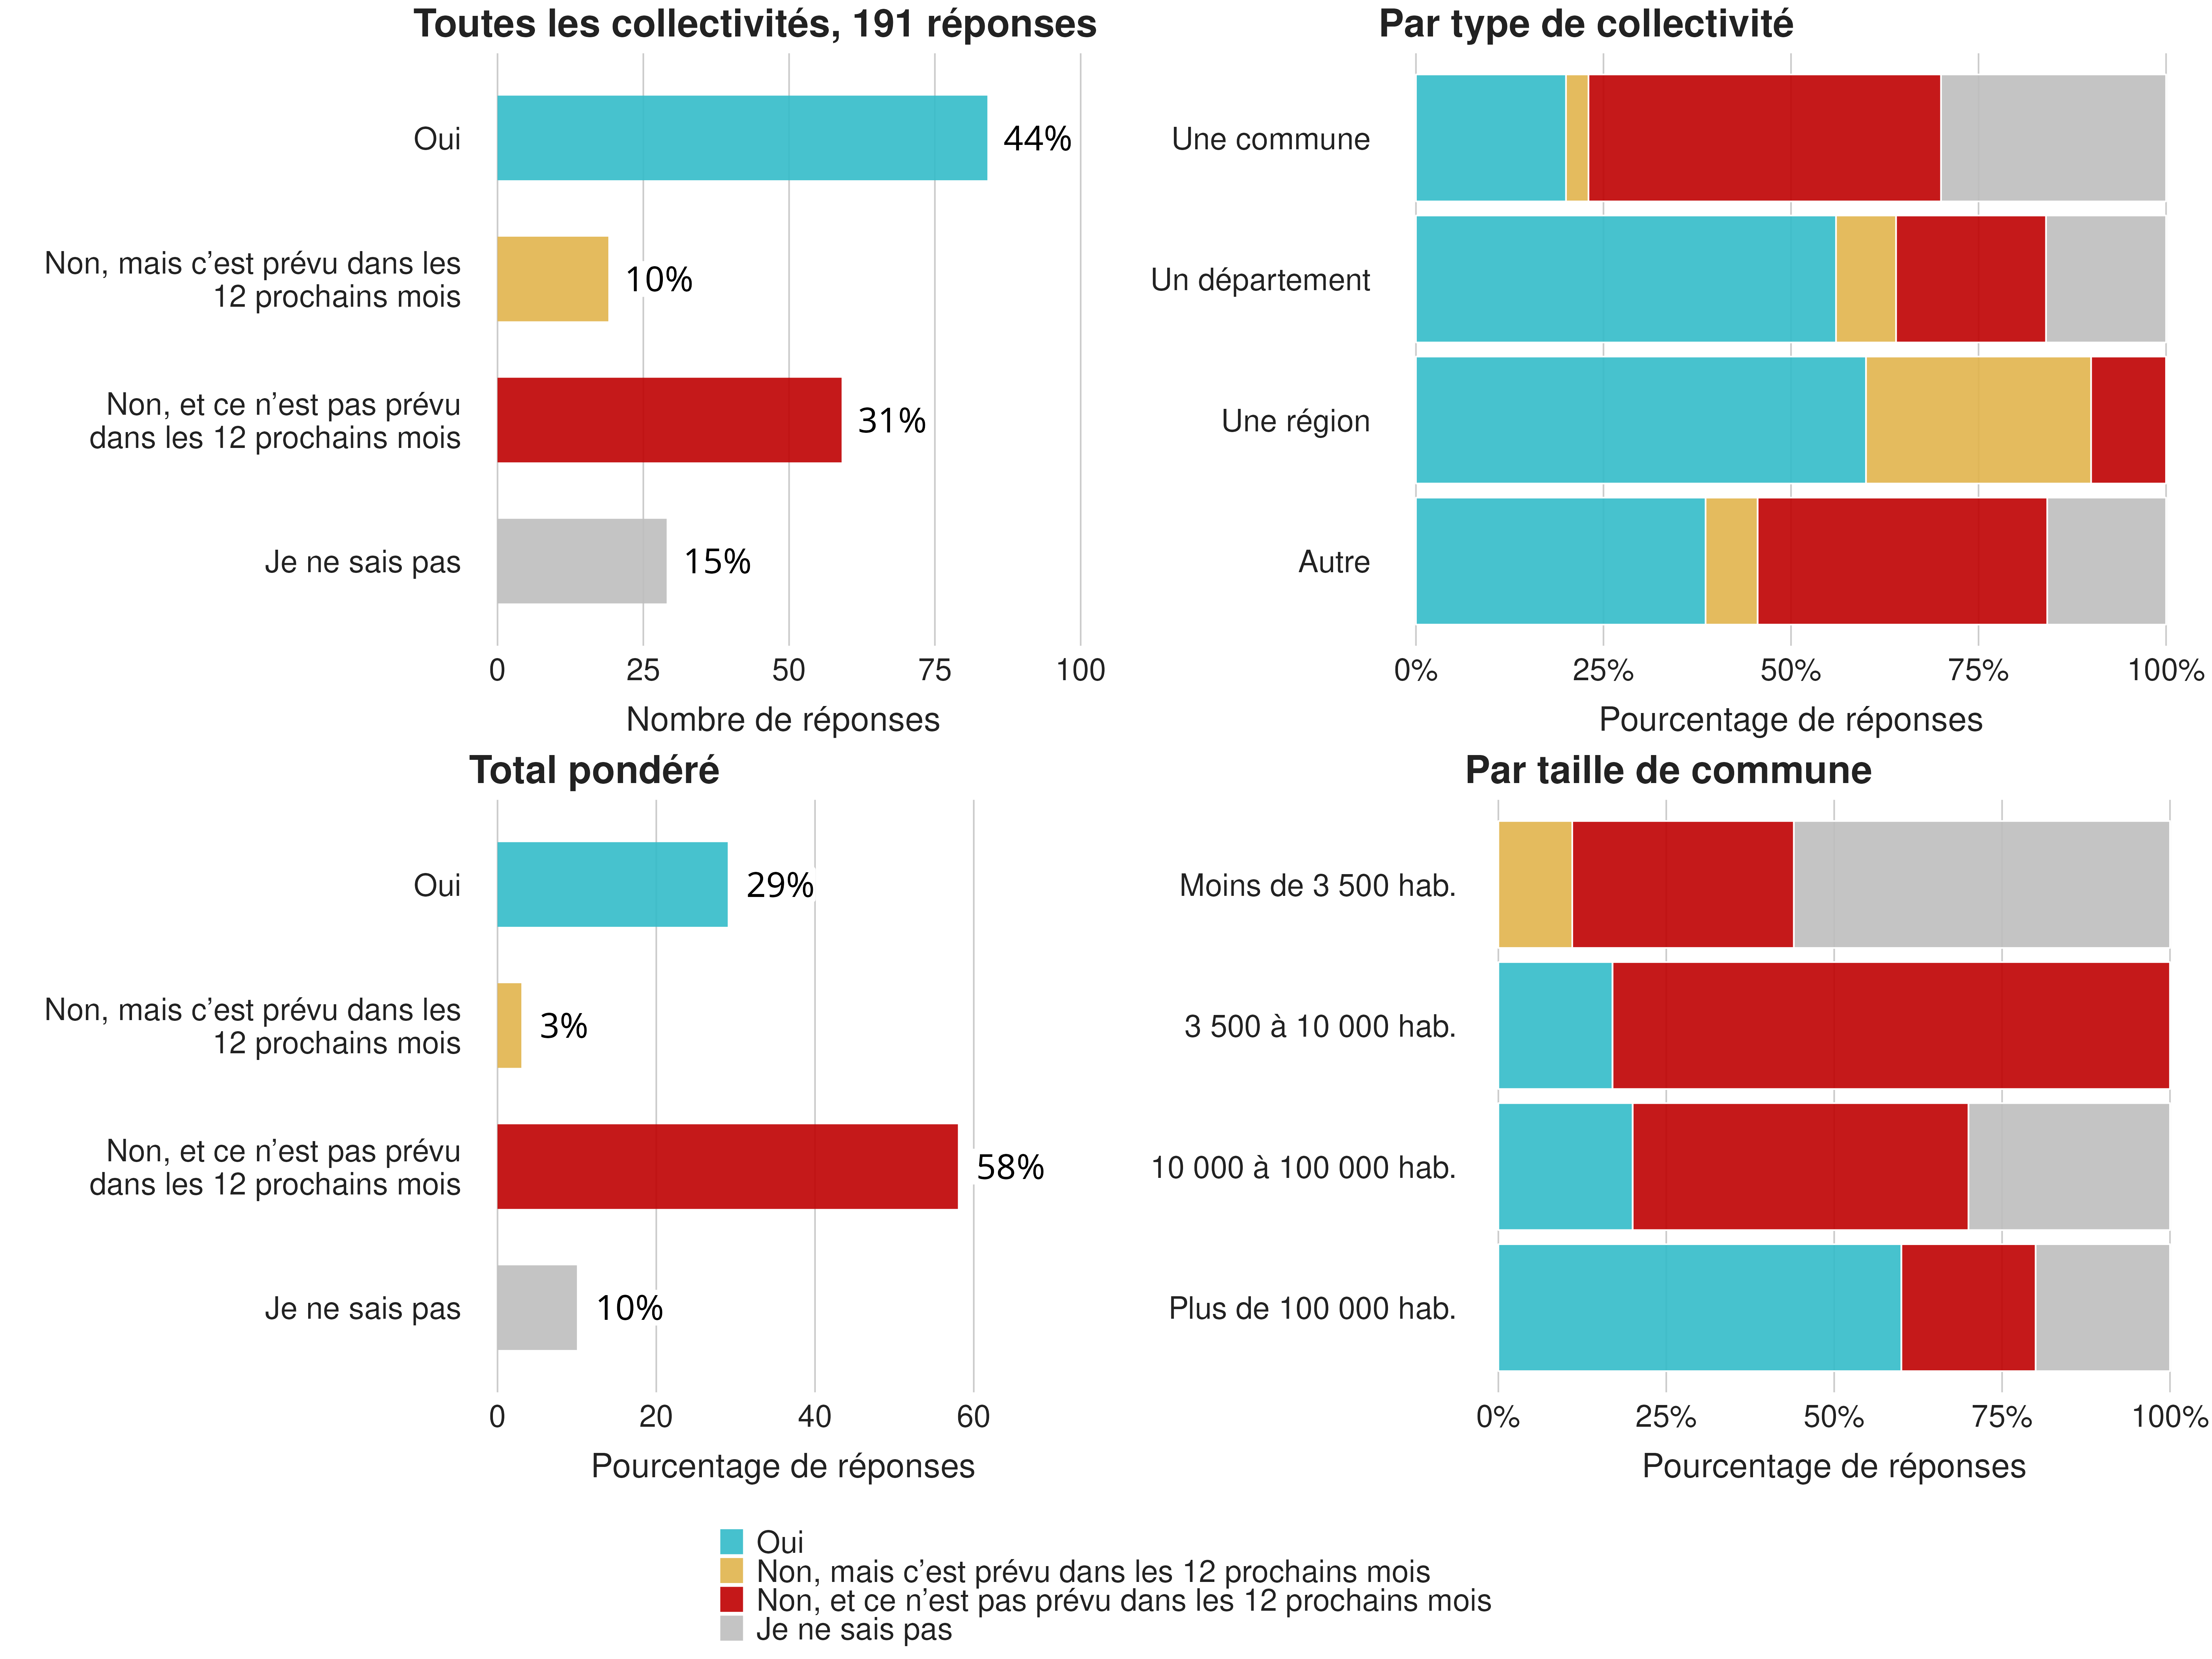 Toutes les collectivités, 191 réponses
Oui
44%
Non, mais c’est prévu dans les
12 prochains mois
10%
Non, et ce n’est pas prévu
dans les 12 prochains mois
31%
Je ne sais pas
15%
0 25 50 75 100
Nombre de réponses
Par type de collectivité
Une commune
Un département
Une région
Autre
0% 25% 50% 75% 100%
Pourcentage de réponses
Total pondéré
Oui
29%
Non, mais c’est prévu dans les
12 prochains mois
3%
Non, et ce n’est pas prévu
dans les 12 prochains mois
58%
Je ne sais pas
10%
0 20 40 60
Pourcentage de réponses
Par taille de commune
Moins de 3 500 hab.
3 500 à 10 000 hab.
10 000 à 100 000 hab.
Plus de 100 000 hab.
0% 25% 50% 75% 100%
Pourcentage de réponses
Oui
Non, mais c’est prévu dans les 12 prochains mois
Non, et ce n’est pas prévu dans les 12 prochains mois
Je ne sais pas